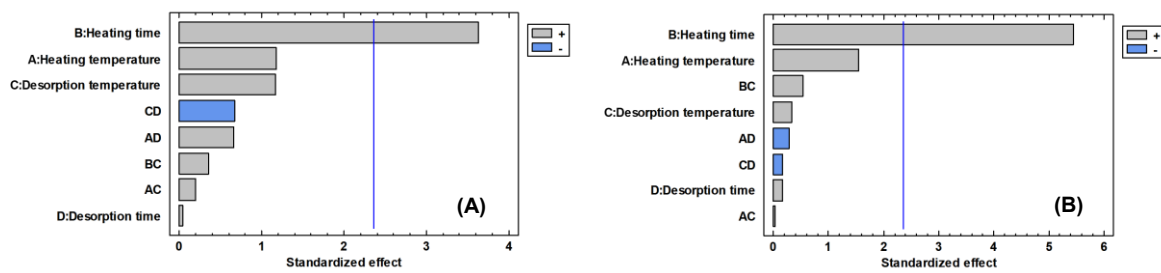 B:Heating time
A:Heating temperature
C:Desorption temperature
CD
AD
BC
AC
D:Desorption time
0 1 2 3 4
Standardized effect
(A)
+
-
B:Heating time
A:Heating temperature
BC
C:Desorption temperature
AD
CD
D:Desorption time
AC
0 1 2 3 4 5 6
Standardized effect
(B)
+
-